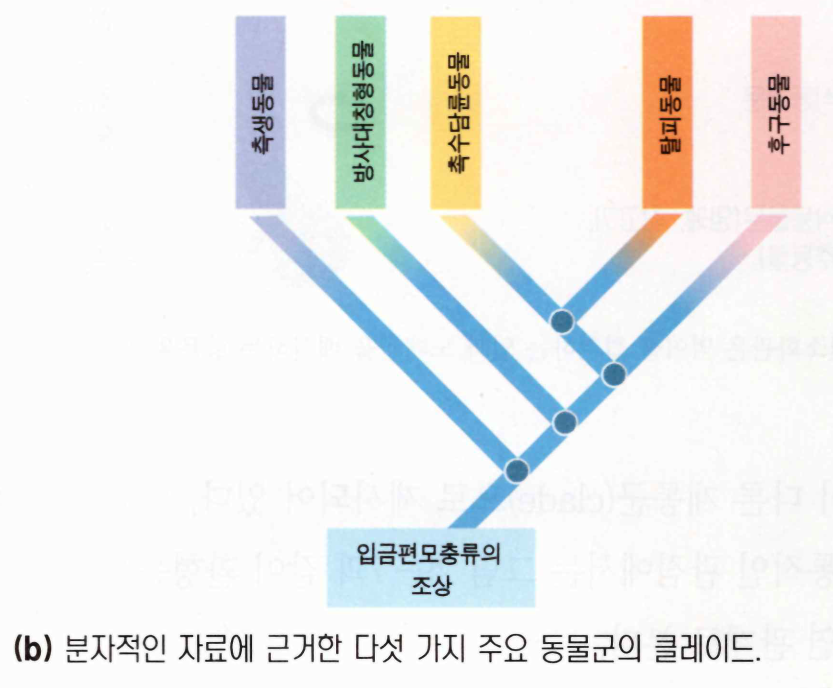 측생동물
방사대칭형동물
촉수담륜동물
탈피동물
후구동물
입금편모충류의
조상
(b) 분자적인 자료에 근거한 다섯 가지 주요 동물군의 클레이드.